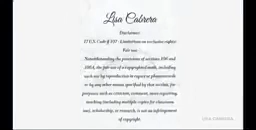 Lisa Cabrera
Disclaimer:
17 U.S. Code § 107 - Limitations on exclusive rights:
Fair use
Notwithstanding the provisions of sections 106 and
106A, the fair use of a copyrighted work, including
such use by reproduction in copies or phonorecords
or by any other means specified by that section, for
purposes such as criticism, comment, news reporting,
teaching (including multiple copies for classroom
use), scholarship, or research, is not an infringement
of copyright.
LISA CABRERA